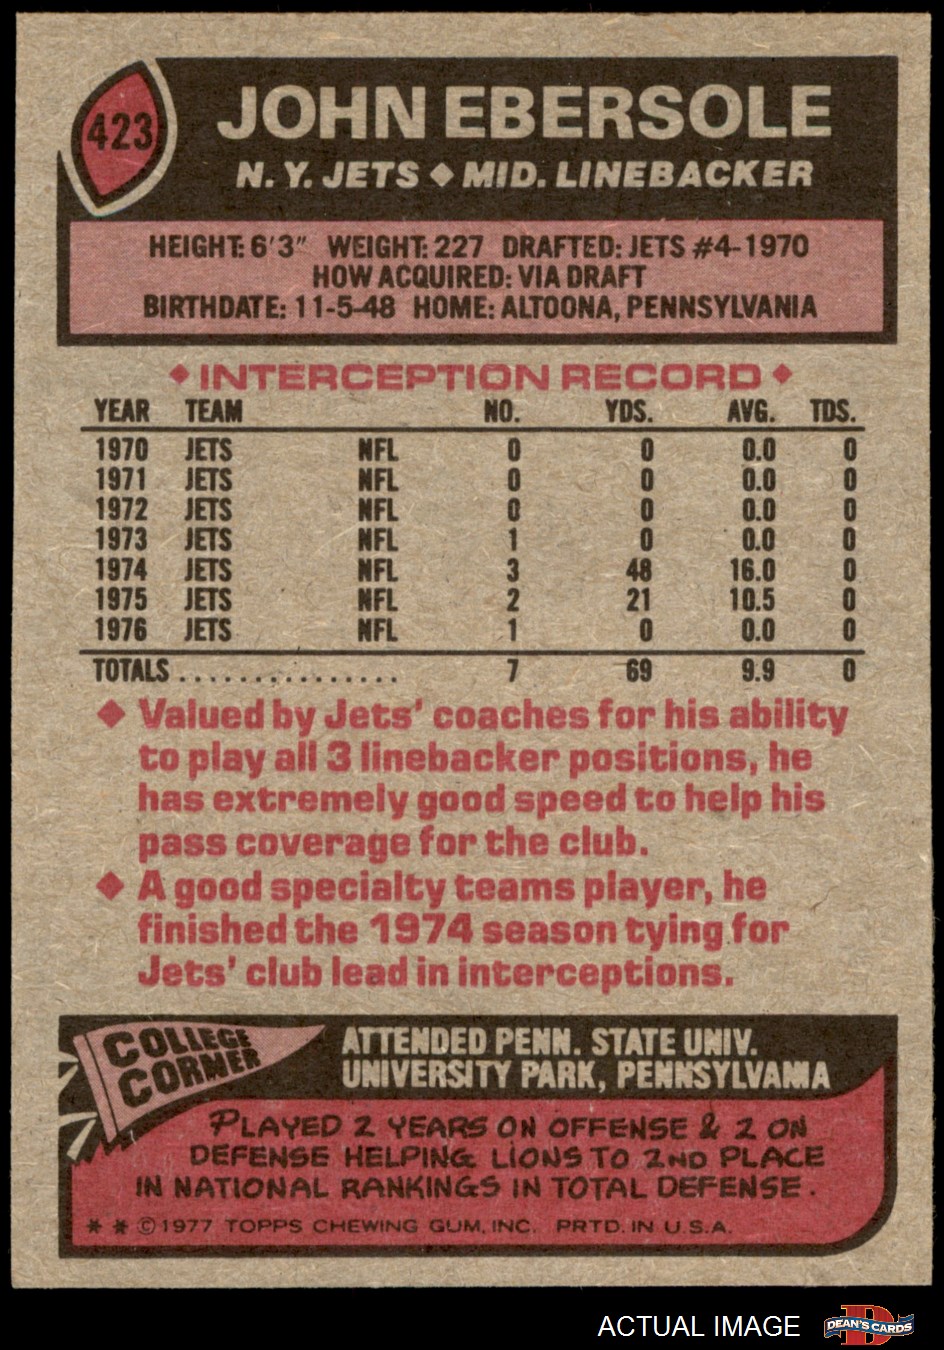 423
JOHN EBERSOLE
N.Y. JETS ♦ MID. LINEBACKER
HEIGHT: 6'3" WEIGHT: 227 DRAFTED: JETS #4-1970
HOW ACQUIRED: VIA DRAFT
BIRTHDATE: 11-5-48 HOME: ALTOONA, PENNSYLVANIA
♦ INTERCEPTION RECORD ♦
YEAR TEAM NO. YDS. AVG. TDS.
1970 JETS NFL 0 0 0.0 0
1971 JETS NFL 0 0 0.0 0
1972 JETS NFL 0 0 0.0 0
1973 JETS NFL 1 0 0.0 0
1974 JETS NFL 3 48 16.0 0
1975 JETS NFL 2 21 10.5 0
1976 JETS NFL 1 0 0.0 0
TOTALS............... 7 69 9.9 0
♦ Valued by Jets' coaches for his ability
to play all 3 linebacker positions, he
has extremely good speed to help his
pass coverage for the club.
♦ A good specialty teams player, he
finished the 1974 season tying for
Jets' club lead in interceptions.
COLLEGE
CORNER
ATTENDED PENN. STATE UNIV.
UNIVERSITY PARK, PENNSYLVANIA
PLAYED 2 YEARS ON OFFENSE & 2 ON
DEFENSE HELPING LIONS TO 2ND PLACE
IN NATIONAL RANKINGS IN TOTAL DEFENSE.
* * © 1977 TOPPS CHEWING GUM, INC. PRTD. IN U.S.A.
ACTUAL IMAGE
D
DEAN'S CARDS